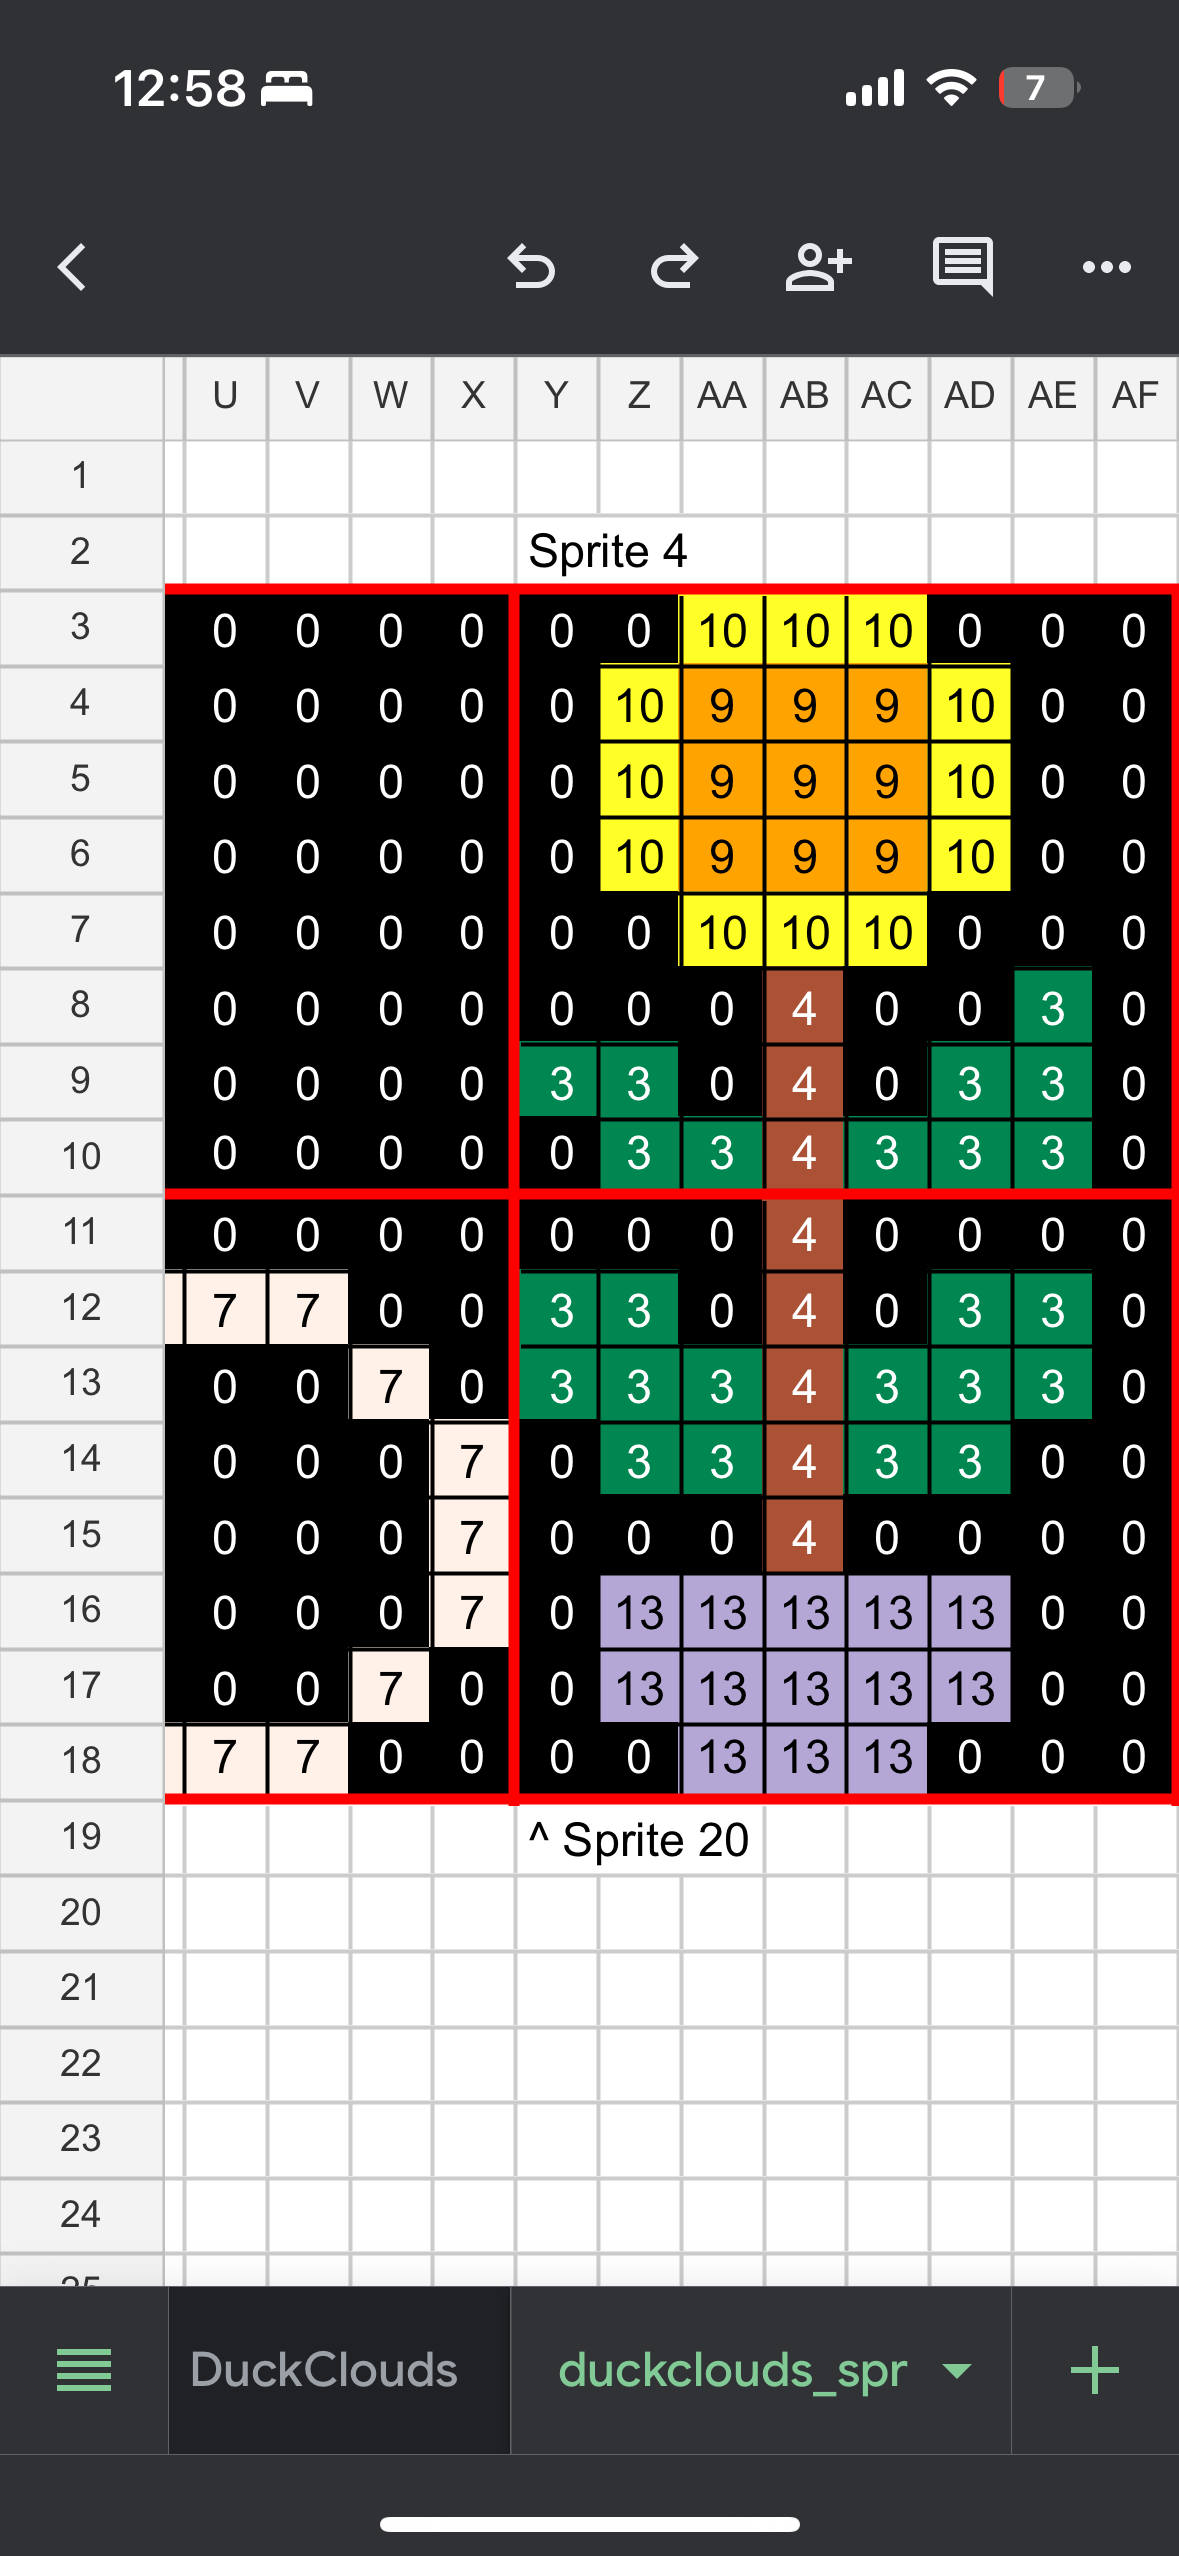 12:58 7
U V W X Y Z AA AB AC AD AE AF
1
2 Sprite 4
3 0 0 0 0 0 0 10 10 10 0 0 0
4 0 0 0 0 0 10 9 9 9 10 0 0
5 0 0 0 0 0 10 9 9 9 10 0 0
6 0 0 0 0 0 10 9 9 9 10 0 0
7 0 0 0 0 0 0 10 10 10 0 0 0
8 0 0 0 0 0 0 0 4 0 0 3 0
9 0 0 0 0 3 3 0 4 0 3 3 0
10 0 0 0 0 0 3 3 4 3 3 3 0
11 0 0 0 0 0 0 0 4 0 0 0 0
12 7 7 0 0 3 3 0 4 0 3 3 0
13 0 0 7 0 3 3 3 4 3 3 3 0
14 0 0 0 7 0 3 3 4 3 3 0 0
15 0 0 0 7 0 0 0 4 0 0 0 0
16 0 0 0 7 0 13 13 13 13 13 0 0
17 0 0 7 0 0 13 13 13 13 13 0 0
18 7 7 0 0 0 0 13 13 13 0 0 0
19 ^ Sprite 20
20
21
22
23
24
25
DuckClouds duckclouds_spr